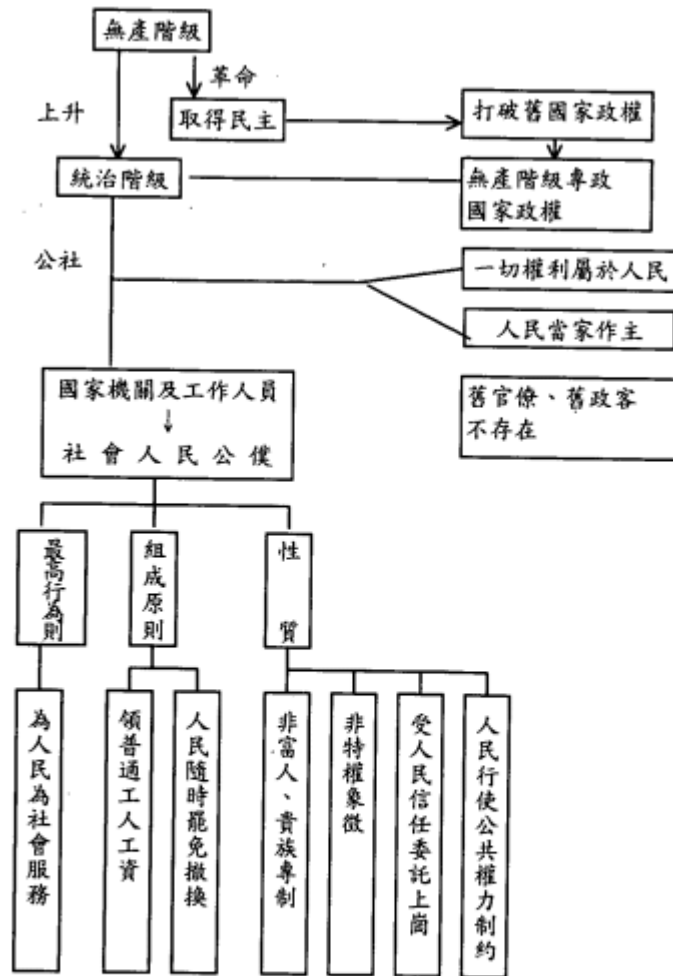 無產階級
革命
上升
取得民主
打破舊國家政權
統治階級
無產階級專政
國家政權
公社
一切權利屬於人民
人民當家作主
國家機關及工作人員
社會人民公僕
舊官僚、舊政客
不存在
最高行為則
組成原則
性質
為人民為社會服務
領普通工人工資
人民隨時罷免撤換
非富人、貴族專制
非特權象徵
受人民信任委託上崗
人民行使公共權力制約